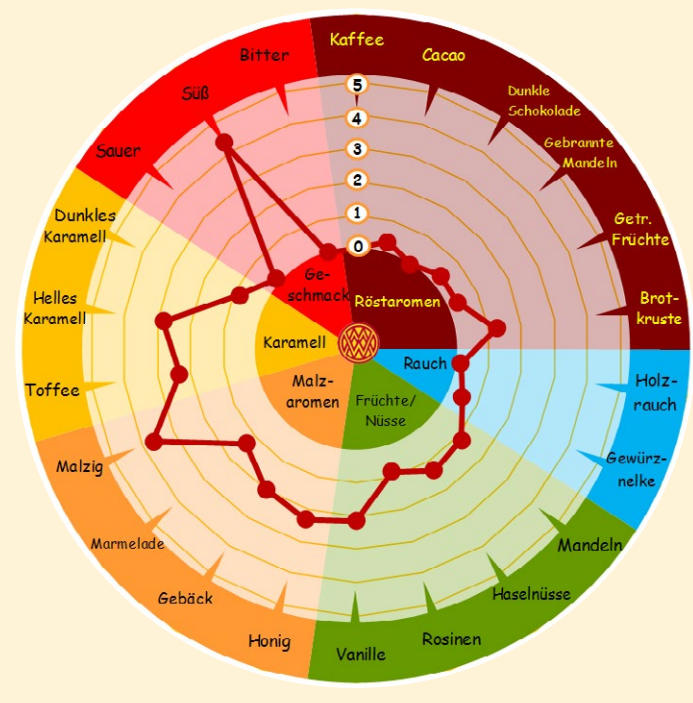 Kaffee
Cacao
Dunkle
Schokolade
Gebrannte
Mandeln
Getr.
Früchte
Brot-
kruste
Holz-
rauch
Gewürz-
nelke
Mandeln
Haselnüsse
Rosinen
Vanille
Honig
Gebäck
Marmelade
Malzig
Toffee
Helles
Karamell
Dunkles
Karamell
Sauer
Süß
Bitter
5
4
3
2
1
0
Ge-
schmack
Röstaromen
Rauch
Früchte/
Nüsse
Malz-
aromen
Karamell